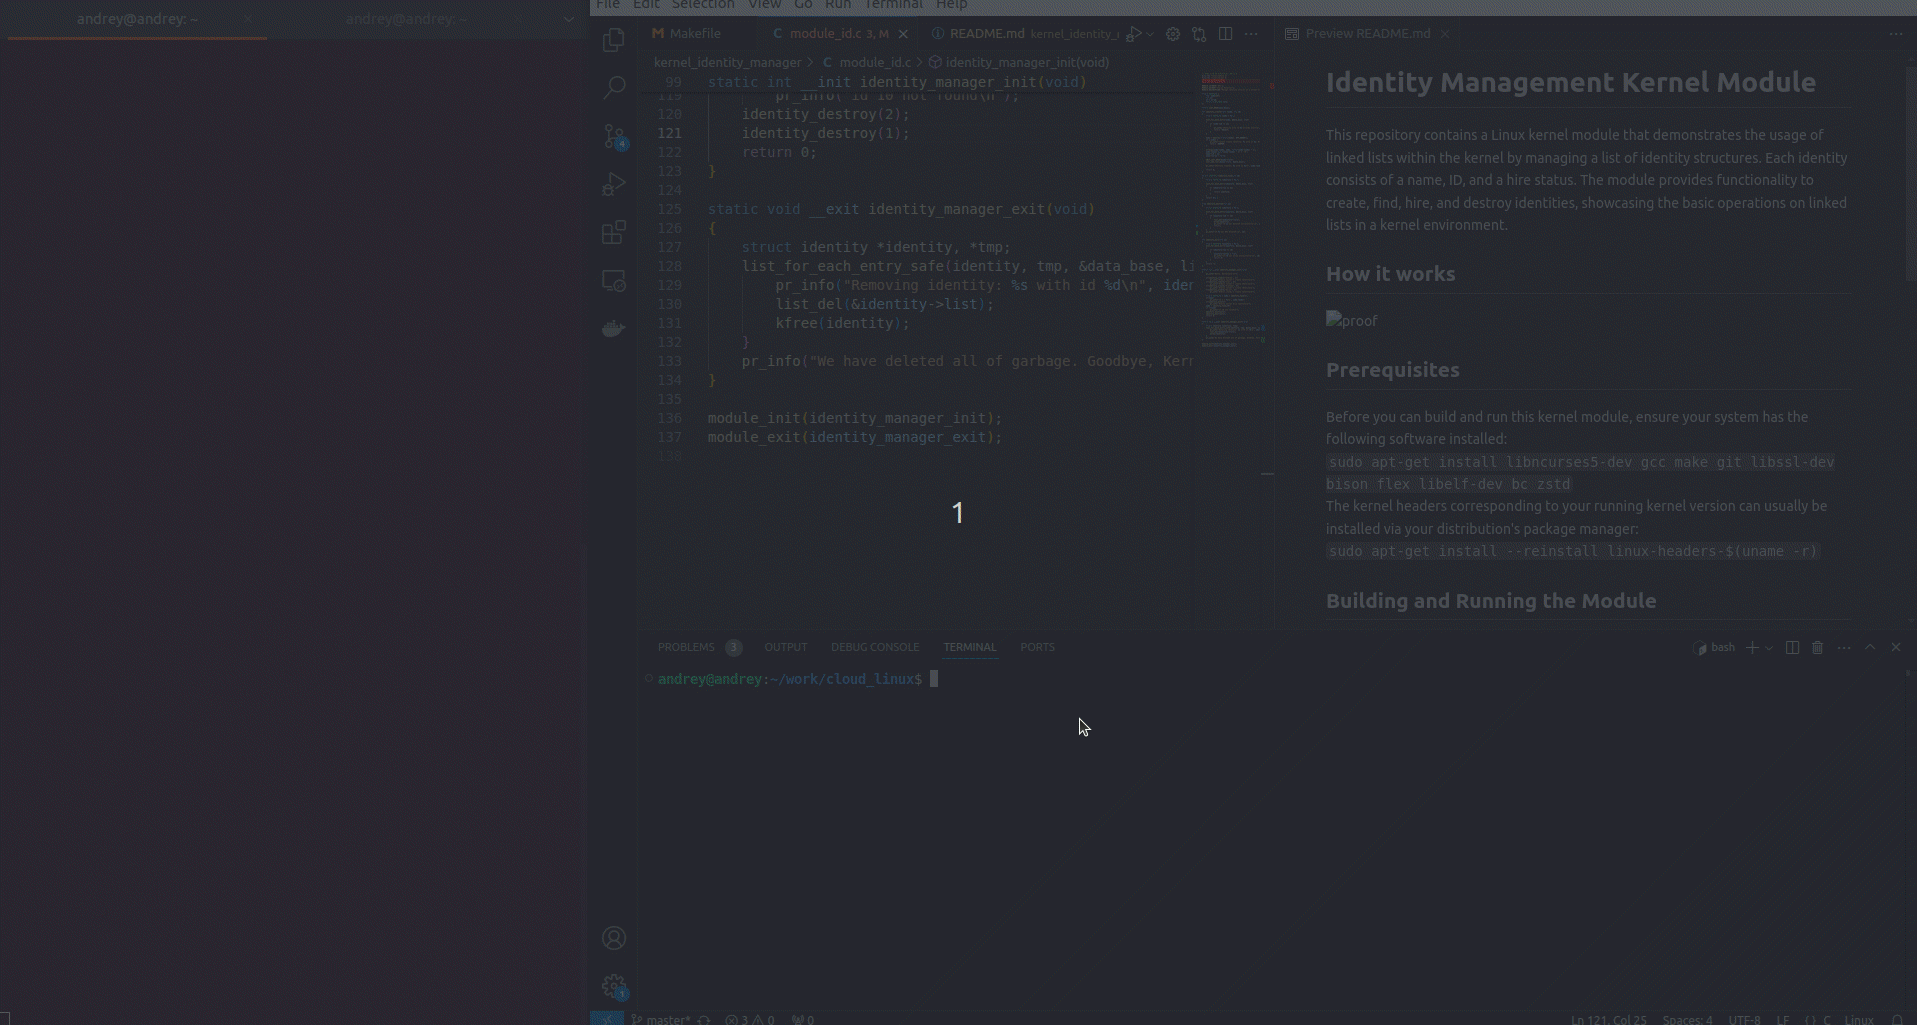 andrey@andrey: ~
andrey@andrey: ~
File Edit Selection View Go Run Terminal Help
Makefile
module_id.c 3, M
README.md kernel_identity_
Preview README.md
kernel_identity_manager > C module_id.c > identity_manager_init(void)
99 static int __init identity_manager_init(void)
119 pr_info("id 10 not found\n");
120 identity_destroy(2);
121 identity_destroy(1);
122 return 0;
123 }
124
125 static void __exit identity_manager_exit(void)
126 {
127 struct identity *identity, *tmp;
128 list_for_each_entry_safe(identity, tmp, &data_base, li
129 pr_info("Removing identity: %s with id %d\n", iden
130 list_del(&identity->list);
131 kfree(identity);
132 }
133 pr_info("We have deleted all of garbage. Goodbye, Kern
134 }
135
136 module_init(identity_manager_init);
137 module_exit(identity_manager_exit);
138
Identity Management Kernel Module
This repository contains a Linux kernel module that demonstrates the usage of
linked lists within the kernel by managing a list of identity structures. Each identity
consists of a name, ID, and a hire status. The module provides functionality to
create, find, hire, and destroy identities, showcasing the basic operations on linked
lists in a kernel environment.
How it works
proof
Prerequisites
Before you can build and run this kernel module, ensure your system has the
following software installed:
sudo apt-get install libncurses5-dev gcc make git libssl-dev
bison flex libelf-dev bc zstd
The kernel headers corresponding to your running kernel version can usually be
installed via your distribution's package manager:
sudo apt-get install --reinstall linux-headers-$(uname -r)
Building and Running the Module
1
PROBLEMS 3 OUTPUT DEBUG CONSOLE TERMINAL PORTS
bash
andrey@andrey:~/work/cloud_linux$
4
1
master* 3 0 0
Ln 121, Col 25 Spaces: 4 UTF-8 LF {} C Linux